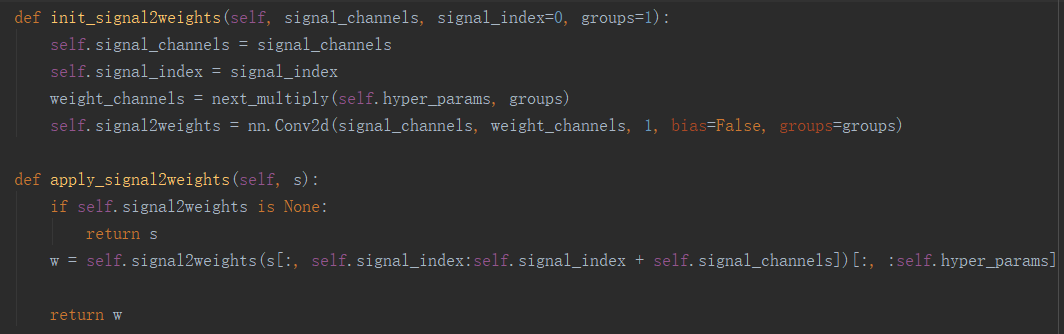 def init_signal2weights(self, signal_channels, signal_index=0, groups=1):
    self.signal_channels = signal_channels
    self.signal_index = signal_index
    weight_channels = next_multiply(self.hyper_params, groups)
    self.signal2weights = nn.Conv2d(signal_channels, weight_channels, 1, bias=False, groups=groups)

def apply_signal2weights(self, s):
    if self.signal2weights is None:
        return s
    w = self.signal2weights(s[:, self.signal_index:self.signal_index + self.signal_channels])[:, :self.hyper_params]

    return w